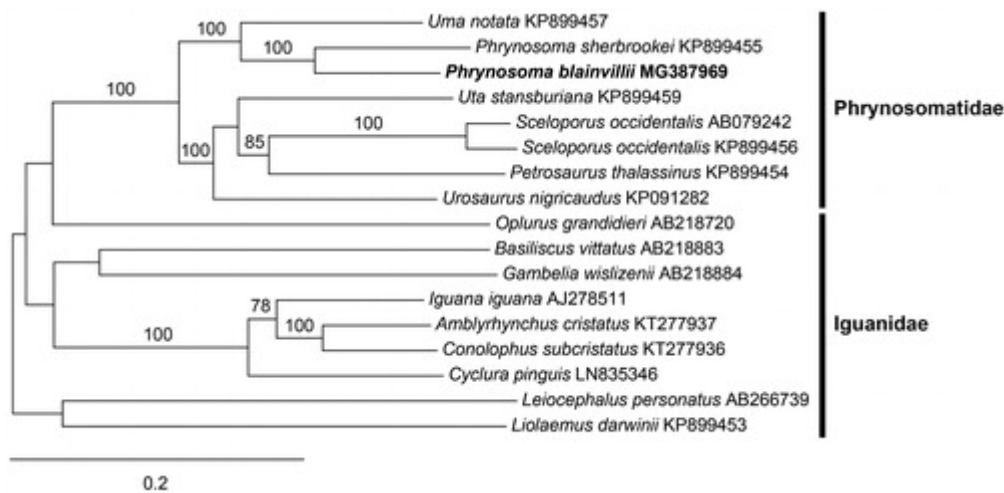 Uma notata KP899457
100
Phrynosoma sherbrookei KP899455
100
Phrynosoma blainvillii MG387969
100
Uta stansburiana KP899459
Phrynosomatidae
100
Sceloporus occidentalis AB079242
85
100
Sceloporus occidentalis KP899456
Petrosaurus thalassinus KP899454
Urosaurus nigricaudus KP091282
Oplurus grandidieri AB218720
Basiliscus vittatus AB218883
Gambelia wislizenii AB218884
78
Iguana iguana AJ278511
100
Amblyrhynchus cristatus KT277937
Iguanidae
100
Conolophus subcristatus KT277936
Cyclura pinguis LN835346
Leiocephalus personatus AB266739
Liolaemus darwinii KP899453
0.2